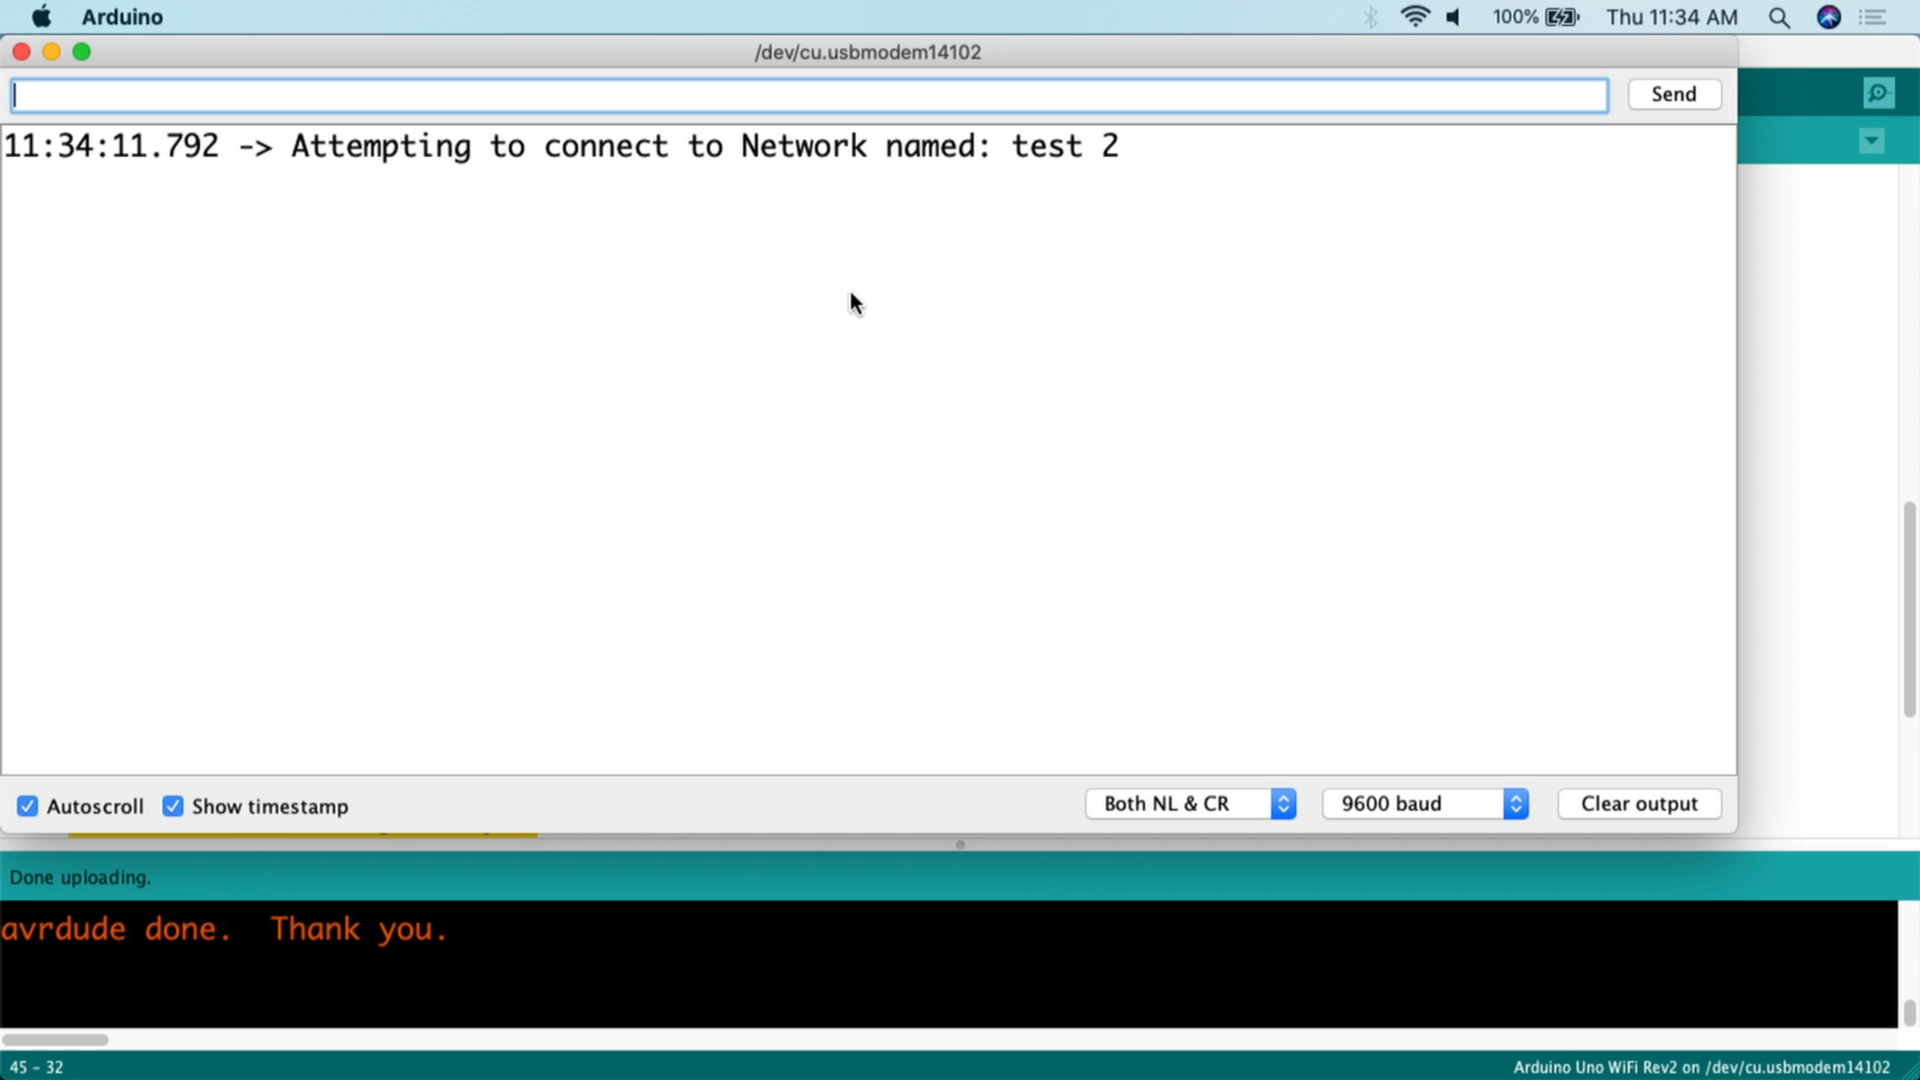 Arduino
100%
Thu 11:34 AM
/dev/cu.usbmodem14102
Send
11:34:11.792 -> Attempting to connect to Network named: test 2
Autoscroll
Show timestamp
Both NL & CR
9600 baud
Clear output
Done uploading.
avrdude done.  Thank you.
45 - 32
Arduino Uno WiFi Rev2 on /dev/cu.usbmodem14102